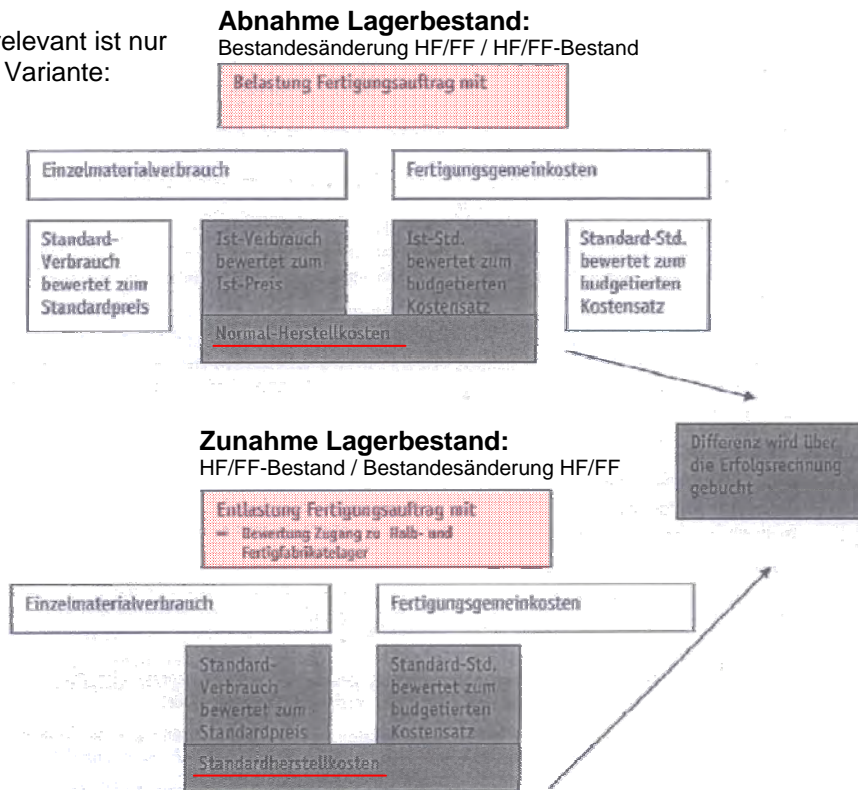 relevant ist nur
Variante:
Abnahme Lagerbestand:
Bestandesänderung HF/FF / HF/FF-Bestand
Belastung Fertigungsauftrag mit
Einzelmaterialverbrauch
Fertigungsgemeinkosten
Standard-
Verbrauch
bewertet zum
Standardpreis
Ist-Verbrauch
bewertet zum
Ist-Preis
Ist-Std.
bewertet zum
budgetierten
Kostensatz
Standard-Std.
bewertet zum
budgetierten
Kostensatz
Normal-Herstellkosten
Zunahme Lagerbestand:
HF/FF-Bestand / Bestandesänderung HF/FF
Differenz wird über
die Erfolgsrechnung
gebucht
Entlastung Fertigungsauftrag mit
– Bewertung Zugang zu Halb- und
Fertigfabrikatelager
Einzelmaterialverbrauch
Fertigungsgemeinkosten
Standard-
Verbrauch
bewertet zum
Standardpreis
Standard-Std.
bewertet zum
budgetierten
Kostensatz
Standardherstellkosten